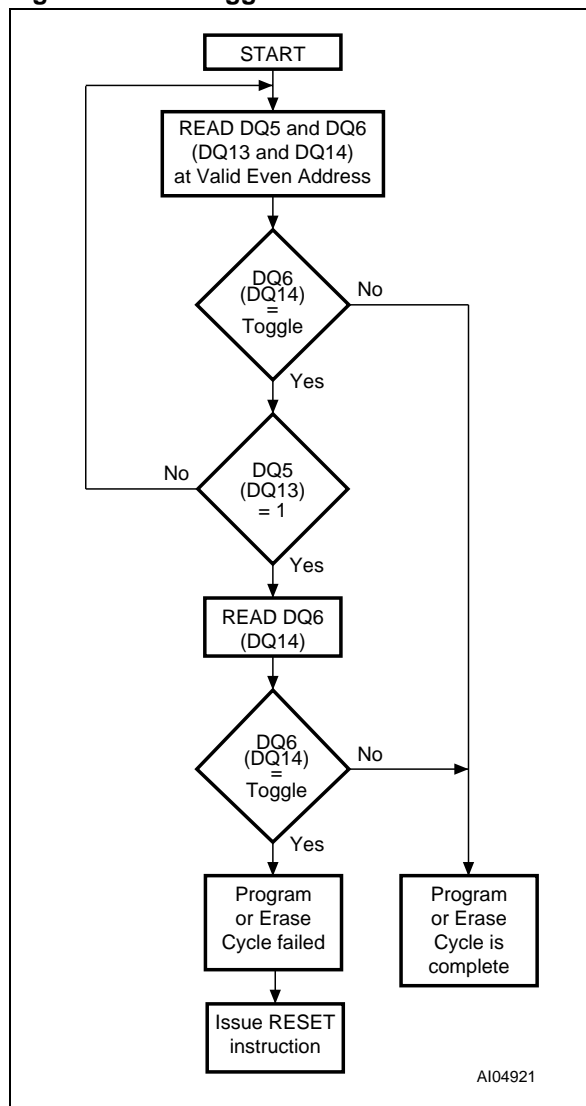 START
READ DQ5 and DQ6
(DQ13 and DQ14)
at Valid Even Address
DQ6
(DQ14)
=
Toggle
No
Yes
DQ5
(DQ13)
= 1
No
Yes
READ DQ6
(DQ14)
DQ6
(DQ14)
=
Toggle
No
Yes
Program
or Erase
Cycle failed
Program
or Erase
Cycle is
complete
Issue RESET
instruction
AI04921